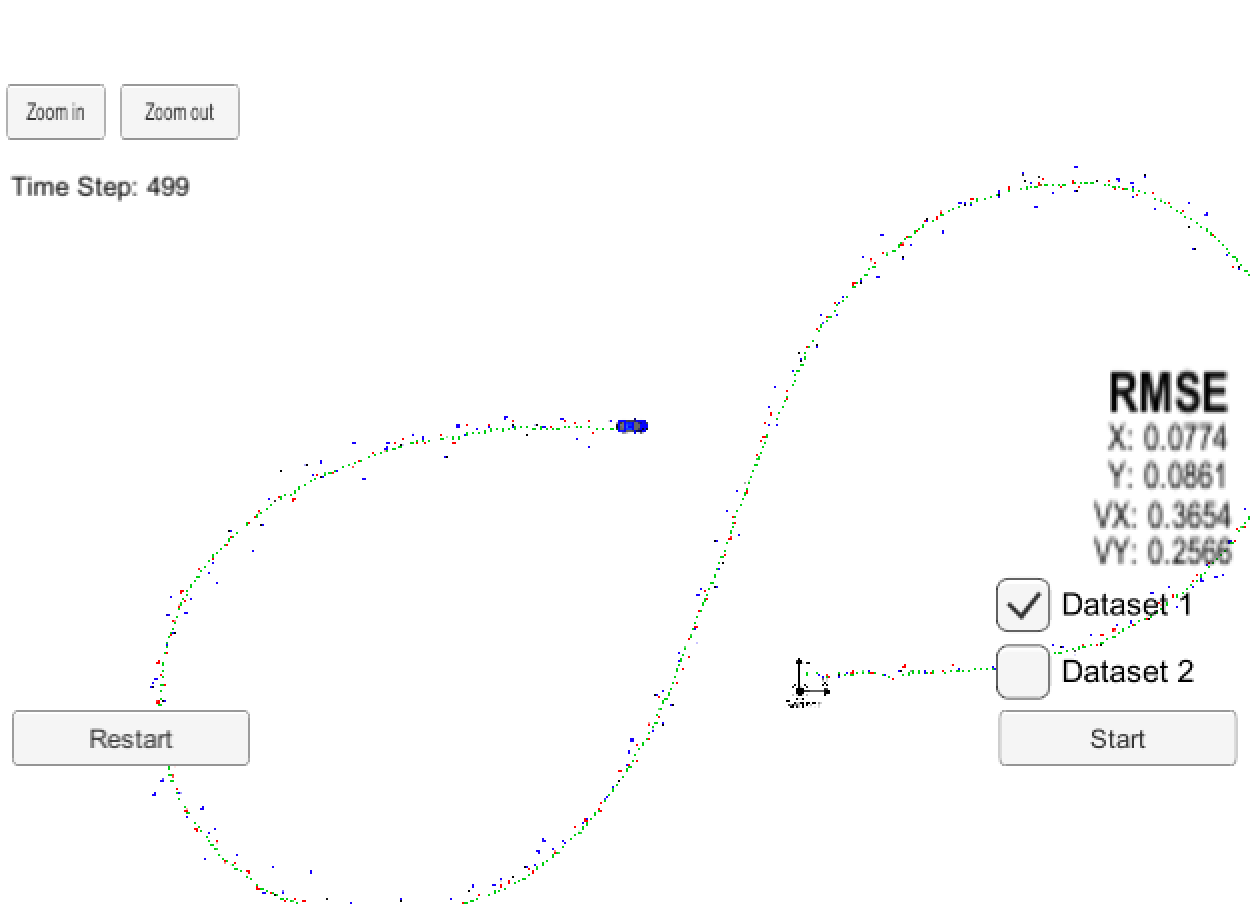 Zoom in
Zoom out
Time Step: 499
RMSE
X: 0.0774
Y: 0.0861
VX: 0.3654
VY: 0.2566
Dataset 1
Dataset 2
Restart
Start